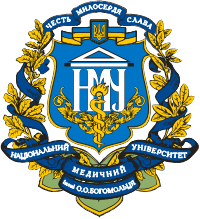 ЧЕСТЬ МИЛОСЕРДЯ СЛАВА
НМУ
НАЦІОНАЛЬНИЙ
МЕДИЧНИЙ
УНІВЕРСИТЕТ
імені О.О.БОГОМОЛЬЦЯ